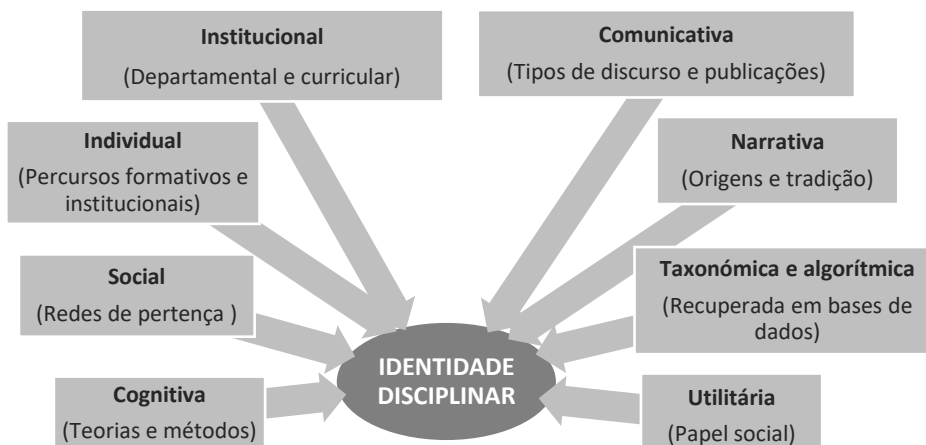 Institucional
(Departamental e curricular)
Comunicativa
(Tipos de discurso e publicações)
Individual
(Percursos formativos e
institucionais)
Narrativa
(Origens e tradição)
Social
(Redes de pertença )
Taxonómica e algorítmica
(Recuperada em bases de
dados)
Cognitiva
(Teorias e métodos)
IDENTIDADE
DISCIPLINAR
Utilitária
(Papel social)